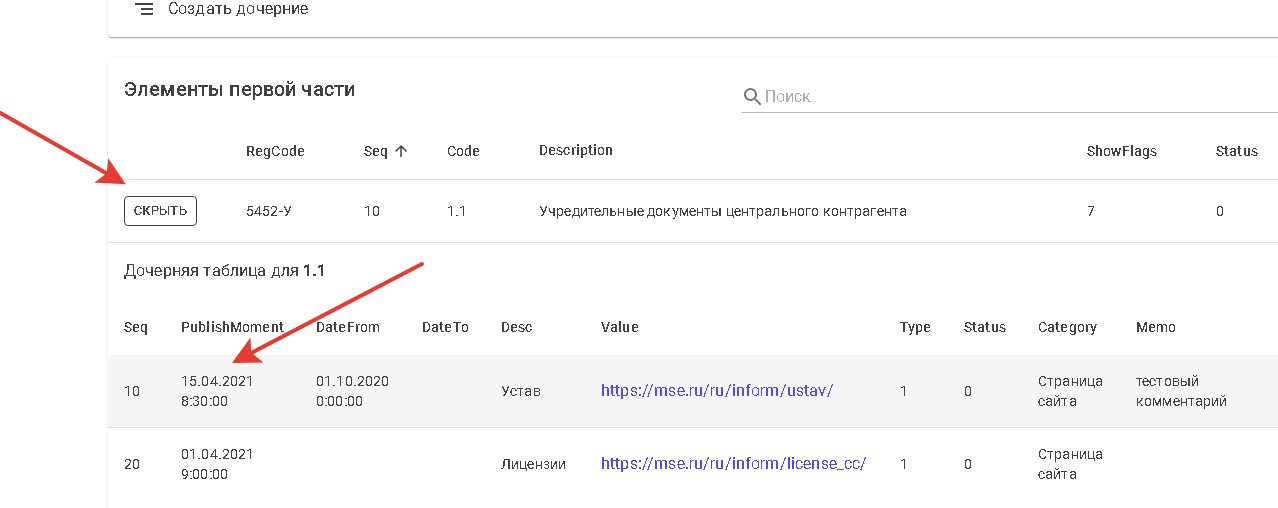 Создать дочерние
Элементы первой части
Поиск
RegCode Seq Code Description ShowFlags Status
СКРЫТЬ 5452-У 10 1.1 Учредительные документы центрального контрагента 7 0
Дочерняя таблица для 1.1
Seq PublishMoment DateFrom DateTo Desc Value Type Status Category Memo
10 15.04.2021 8:30:00 01.10.2020 0:00:00 Устав https://mse.ru/ru/inform/ustav/ 1 0 Страница сайта тестовый комментарий
20 01.04.2021 9:00:00 Лицензии https://mse.ru/ru/inform/license_cc/ 1 0 Страница сайта